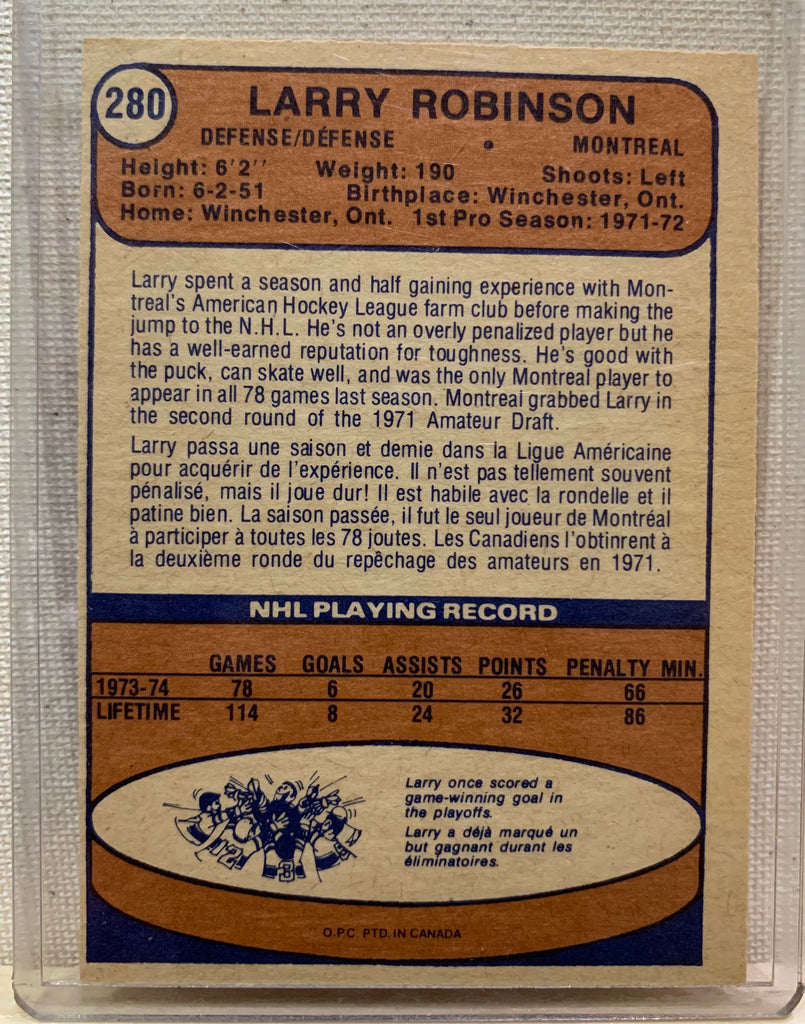 280
LARRY ROBINSON
DEFENSE/DÉFENSE • MONTREAL
Height: 6'2'' Weight: 190 Shoots: Left
Born: 6-2-51 Birthplace: Winchester, Ont.
Home: Winchester, Ont. 1st Pro Season: 1971-72
Larry spent a season and half gaining experience with Mon-
treal's American Hockey League farm club before making the
jump to the N.H.L. He's not an overly penalized player but he
has a well-earned reputation for toughness. He's good with
the puck, can skate well, and was the only Montreal player to
appear in all 78 games last season. Montreal grabbed Larry in
the second round of the 1971 Amateur Draft.
Larry passa une saison et demie dans la Ligue Américaine
pour acquérir de l'expérience. Il n'est pas tellement souvent
pénalisé, mais il joue dur! Il est habile avec la rondelle et il
patine bien. La saison passée, il fut le seul joueur de Montréal
à participer à toutes les 78 joutes. Les Canadiens l'obtinrent à
la deuxième ronde du repêchage des amateurs en 1971.
NHL PLAYING RECORD
GAMES GOALS ASSISTS POINTS PENALTY MIN.
1973-74 78 6 20 26 66
LIFETIME 114 8 24 32 86
Larry once scored a
game-winning goal in
the playoffs.
Larry a déjà marqué un
but gagnant durant les
éliminatoires.
12
3
O.P.C. PTD. IN CANADA